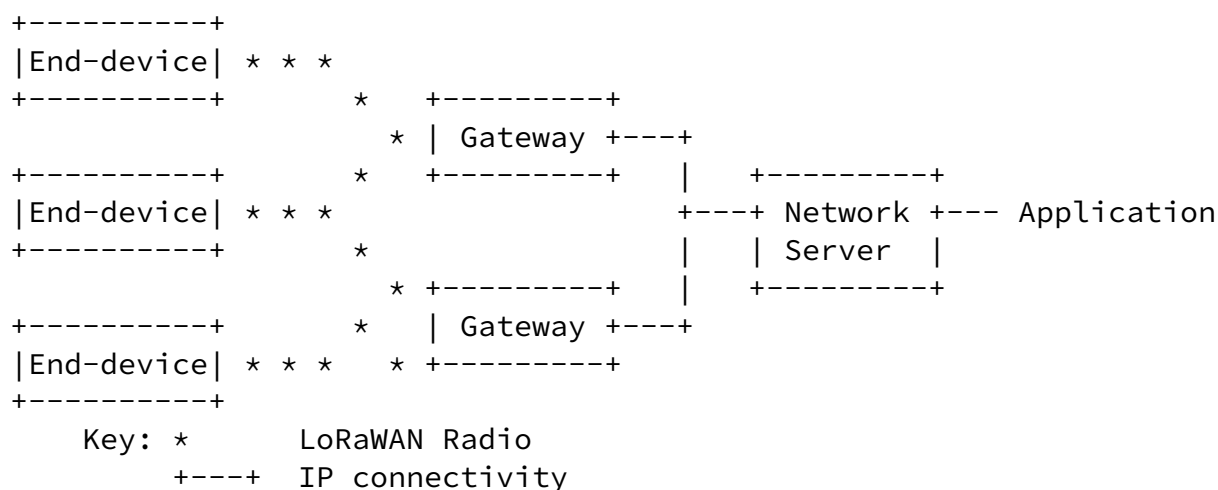 +----------+
|End-device| * * *
+----------+       *   +---------+
                     * | Gateway +---+
+----------+       *   +---------+   |   +---------+
|End-device| * * *                   +---+ Network +--- Application
+----------+       *                 |   | Server  |
                     * +---------+   |   +---------+
+----------+       *   | Gateway +---+
|End-device| * * *   * +---------+
+----------+
    Key: *      LoRaWAN Radio
         +---+  IP connectivity